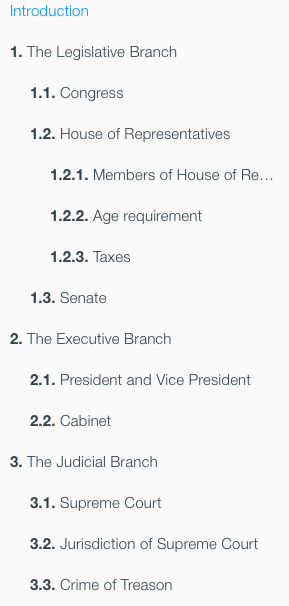 Introduction
1. The Legislative Branch
1.1. Congress
1.2. House of Representatives
1.2.1. Members of House of Re...
1.2.2. Age requirement
1.2.3. Taxes
1.3. Senate
2. The Executive Branch
2.1. President and Vice President
2.2. Cabinet
3. The Judicial Branch
3.1. Supreme Court
3.2. Jurisdiction of Supreme Court
3.3. Crime of Treason